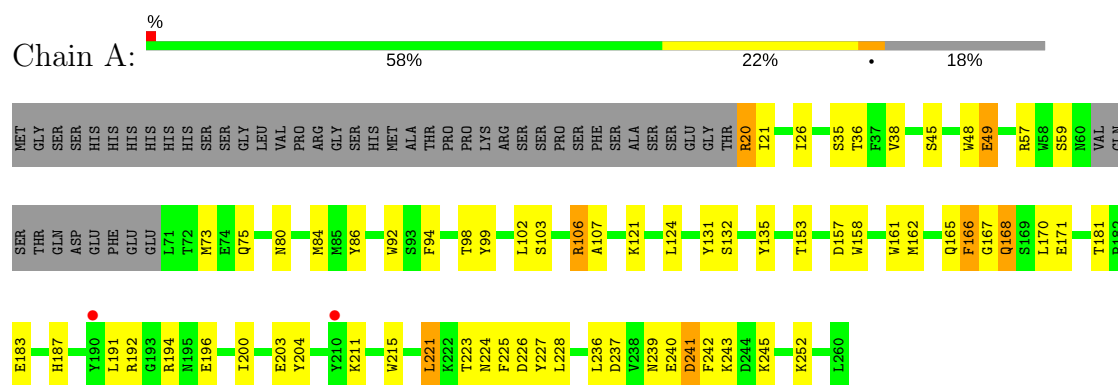 Chain A:
%
58% 22% • 18%
MET GLY SER SER HIS HIS HIS HIS HIS HIS SER SER GLY LEU VAL PRO ARG GLY SER HIS MET ALA THR PRO PRO LYS ARG SER SER PRO SER PHE SER ALA SER SER GLU GLY THR R20 I21 I26 S35 T36 F37 V38 S45 W48 E49 R57 W58 S59 N60 VAL GLN
SER THR GLN ASP GLU PHE GLU GLU L71 T72 M73 E74 Q75 N80 M84 M85 Y86 W92 S93 F94 T98 Y99 L102 S103 R106 A107 K121 L124 Y131 S132 Y135 T153 D157 W158 W161 M162 Q165 F166 G167 Q168 S169 L170 E171 T181
E183 H187 Y190 L191 R192 G193 R194 N195 E196 I200 E203 Y204 Y210 K211 W215 L221 K222 T223 N224 F225 D226 Y227 L228 L236 D237 V238 N239 E240 D241 F242 K243 D244 K245 K252 L260